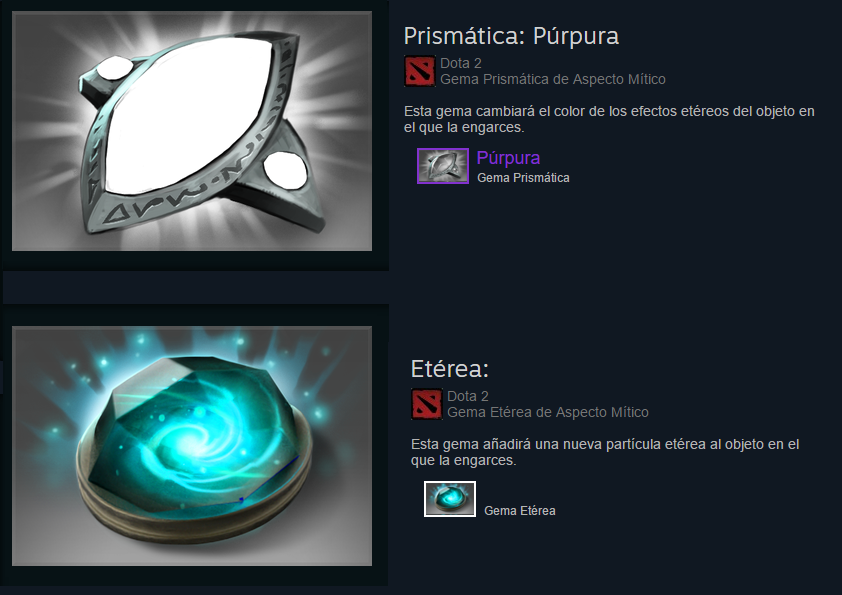 Prismática: Púrpura
Dota 2
Gema Prismática de Aspecto Mítico
Esta gema cambiará el color de los efectos etéreos del objeto en
el que la engarces.
Púrpura
Gema Prismática
Etérea:
Dota 2
Gema Etérea de Aspecto Mítico
Esta gema añadirá una nueva partícula etérea al objeto en el
que la engarces.
Gema Etérea